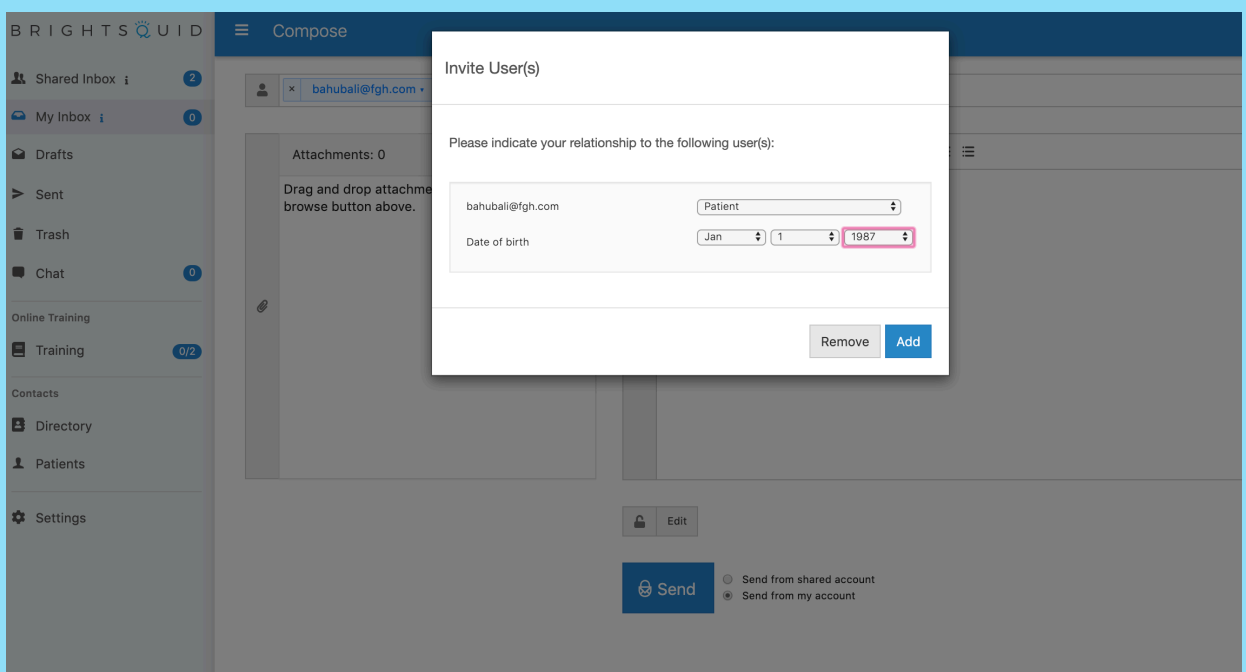 BRIGHTSQUID
Shared Inbox i 2
My Inbox i 0
Drafts
Sent
Trash
Chat 0
Online Training
Training 0/2
Contacts
Directory
Patients
Settings
Compose
× bahubali@fgh.com
Attachments: 0
Drag and drop attachme
browse button above.
Invite User(s)
Please indicate your relationship to the following user(s):
bahubali@fgh.com Patient
Date of birth Jan 1 1987
Remove Add
Edit
Send
Send from shared account
Send from my account